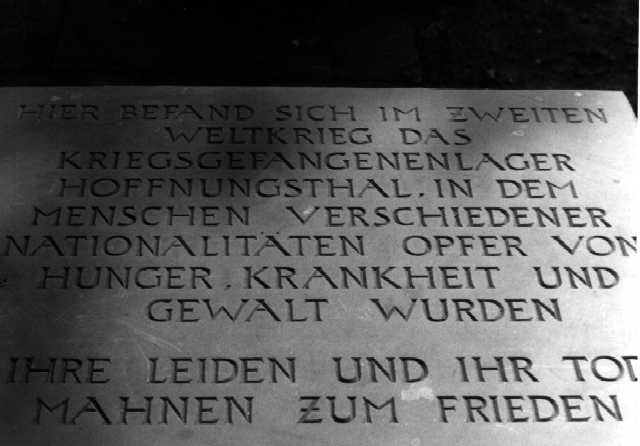 HIER BEFAND SICH IM ZWEITEN
WELTKRIEG DAS
KRIEGSGEFANGENENLAGER
HOFFNUNGSTHAL, IN DEM
MENSCHEN VERSCHIEDENER
NATIONALITÄTEN OPFER VON
HUNGER, KRANKHEIT UND
GEWALT WURDEN
IHRE LEIDEN UND IHR TOD
MAHNEN ZUM FRIEDEN